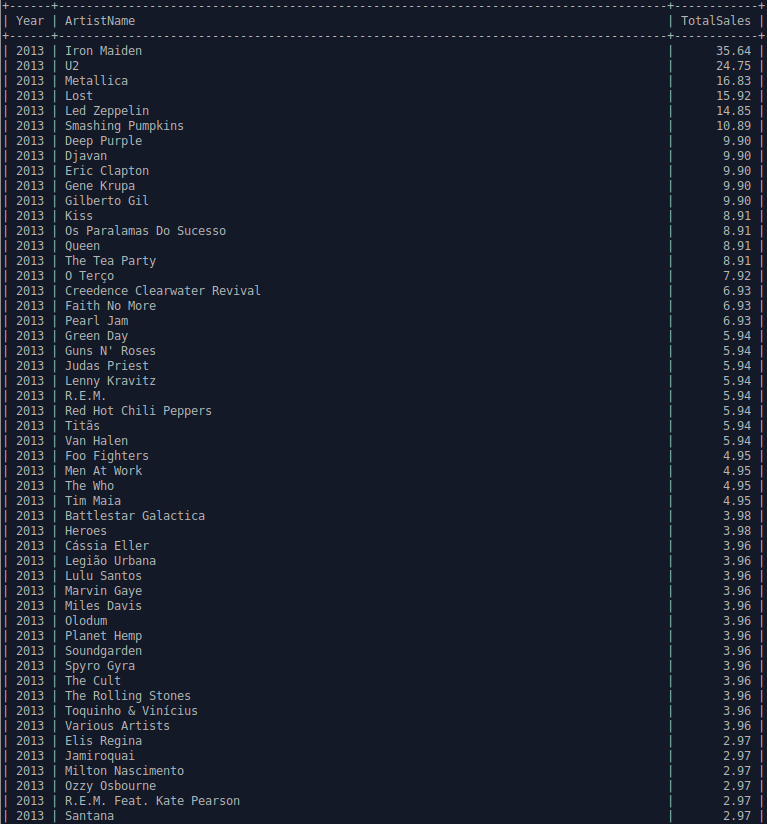 | Year | ArtistName | TotalSales |
| 2013 | Iron Maiden | 35.64 |
| 2013 | U2 | 24.75 |
| 2013 | Metallica | 16.83 |
| 2013 | Lost | 15.92 |
| 2013 | Led Zeppelin | 14.85 |
| 2013 | Smashing Pumpkins | 10.89 |
| 2013 | Deep Purple | 9.90 |
| 2013 | Djavan | 9.90 |
| 2013 | Eric Clapton | 9.90 |
| 2013 | Gene Krupa | 9.90 |
| 2013 | Gilberto Gil | 9.90 |
| 2013 | Kiss | 8.91 |
| 2013 | Os Paralamas Do Sucesso | 8.91 |
| 2013 | Queen | 8.91 |
| 2013 | The Tea Party | 8.91 |
| 2013 | O Terço | 7.92 |
| 2013 | Creedence Clearwater Revival | 6.93 |
| 2013 | Faith No More | 6.93 |
| 2013 | Pearl Jam | 6.93 |
| 2013 | Green Day | 5.94 |
| 2013 | Guns N' Roses | 5.94 |
| 2013 | Judas Priest | 5.94 |
| 2013 | Lenny Kravitz | 5.94 |
| 2013 | R.E.M. | 5.94 |
| 2013 | Red Hot Chili Peppers | 5.94 |
| 2013 | Titãs | 5.94 |
| 2013 | Van Halen | 5.94 |
| 2013 | Foo Fighters | 4.95 |
| 2013 | Men At Work | 4.95 |
| 2013 | The Who | 4.95 |
| 2013 | Tim Maia | 4.95 |
| 2013 | Battlestar Galactica | 3.98 |
| 2013 | Heroes | 3.98 |
| 2013 | Cássia Eller | 3.96 |
| 2013 | Legião Urbana | 3.96 |
| 2013 | Lulu Santos | 3.96 |
| 2013 | Marvin Gaye | 3.96 |
| 2013 | Miles Davis | 3.96 |
| 2013 | Olodum | 3.96 |
| 2013 | Planet Hemp | 3.96 |
| 2013 | Soundgarden | 3.96 |
| 2013 | Spyro Gyra | 3.96 |
| 2013 | The Cult | 3.96 |
| 2013 | The Rolling Stones | 3.96 |
| 2013 | Toquinho & Vinícius | 3.96 |
| 2013 | Various Artists | 3.96 |
| 2013 | Elis Regina | 2.97 |
| 2013 | Jamiroquai | 2.97 |
| 2013 | Milton Nascimento | 2.97 |
| 2013 | Ozzy Osbourne | 2.97 |
| 2013 | R.E.M. Feat. Kate Pearson | 2.97 |
| 2013 | Santana | 2.97 |